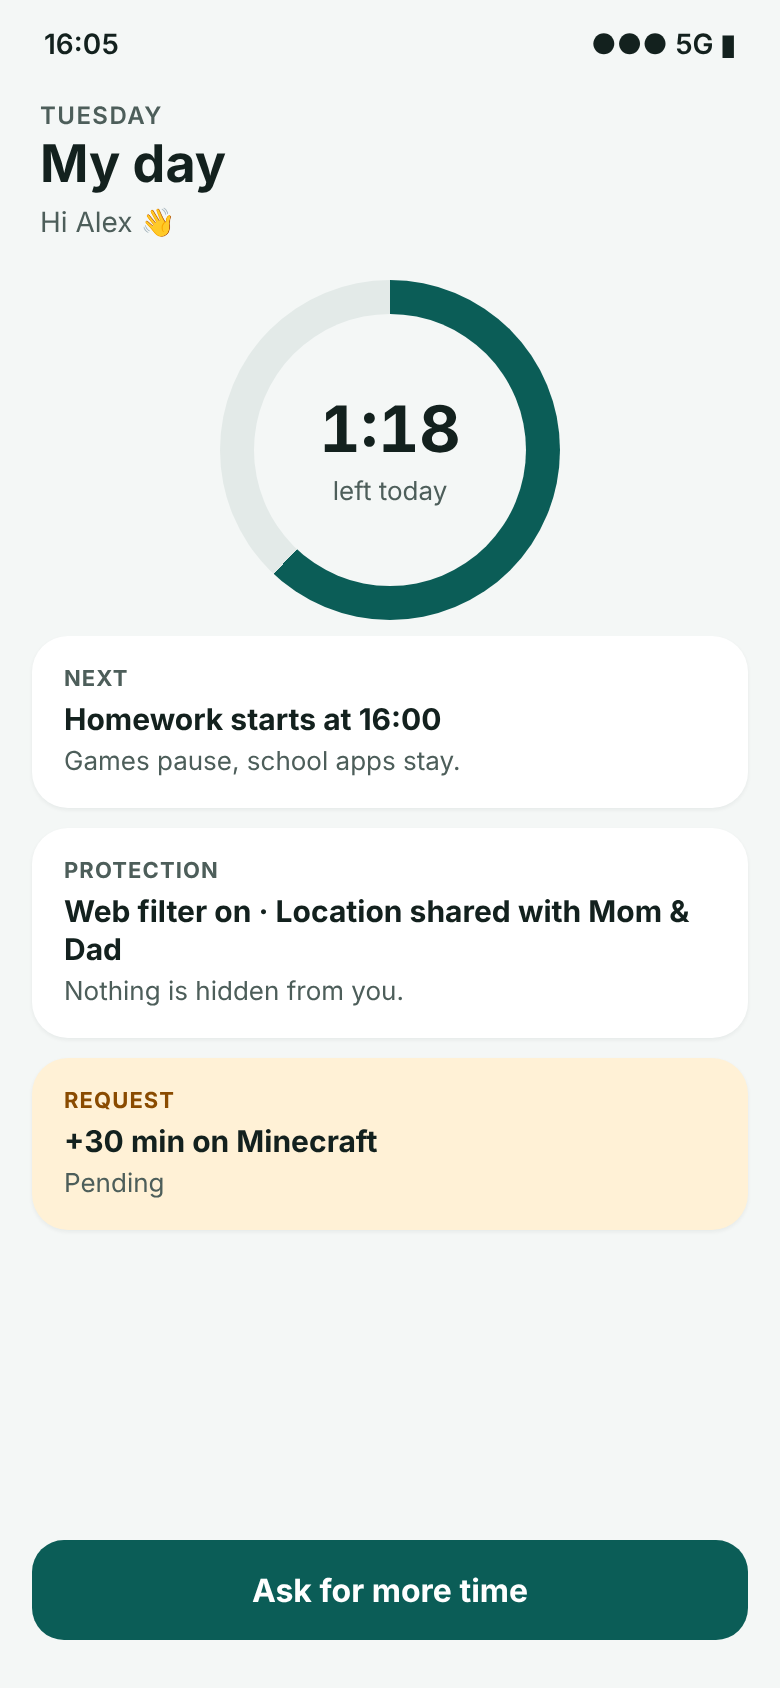 16:05
5G
TUESDAY
My day
Hi Alex 👋
1:18
left today
NEXT
Homework starts at 16:00
Games pause, school apps stay.
PROTECTION
Web filter on · Location shared with Mom &
Dad
Nothing is hidden from you.
REQUEST
+30 min on Minecraft
Pending
Ask for more time